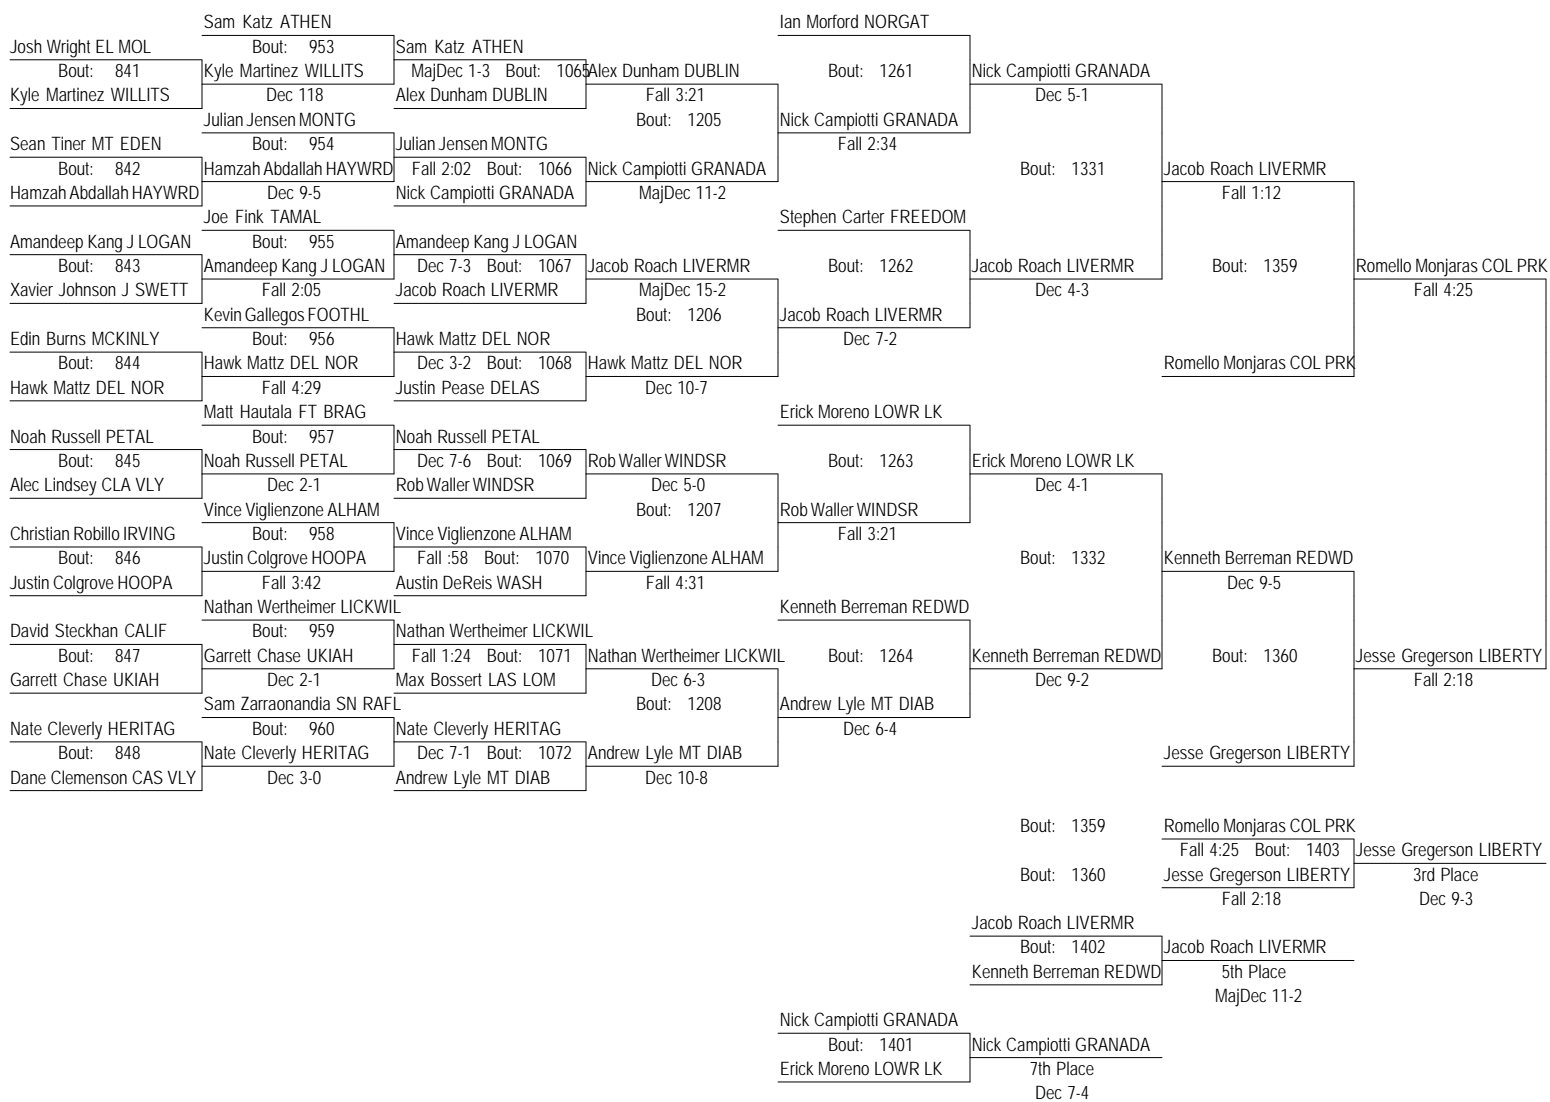 Sam Katz ATHEN Ian Morford NORGAT
Josh Wright EL MOL Bout: 953 Sam Katz ATHEN
Bout: 841 Kyle Martinez WILLITS MajDec 1-3 Bout: 1065 Alex Dunham DUBLIN Bout: 1261 Nick Campiotti GRANADA
Kyle Martinez WILLITS Dec 118 Alex Dunham DUBLIN Fall 3:21 Dec 5-1
Julian Jensen MONTG Bout: 1205 Nick Campiotti GRANADA
Sean Tiner MT EDEN Bout: 954 Julian Jensen MONTG Fall 2:34
Bout: 842 Hamzah Abdallah HAYWRD Fall 2:02 Bout: 1066 Nick Campiotti GRANADA Bout: 1331 Jacob Roach LIVERMR
Hamzah Abdallah HAYWRD Dec 9-5 Nick Campiotti GRANADA MajDec 11-2 Fall 1:12
Joe Fink TAMAL Stephen Carter FREEDOM
Amandeep Kang J LOGAN Bout: 955 Amandeep Kang J LOGAN
Bout: 843 Amandeep Kang J LOGAN Dec 7-3 Bout: 1067 Jacob Roach LIVERMR Bout: 1262 Jacob Roach LIVERMR Bout: 1359 Romello Monjaras COL PRK
Xavier Johnson J SWETT Fall 2:05 Jacob Roach LIVERMR MajDec 15-2 Dec 4-3 Fall 4:25
Kevin Gallegos FOOTHL Bout: 1206 Jacob Roach LIVERMR
Edin Burns MCKINLY Bout: 956 Hawk Mattz DEL NOR Dec 7-2
Bout: 844 Hawk Mattz DEL NOR Dec 3-2 Bout: 1068 Hawk Mattz DEL NOR Romello Monjaras COL PRK
Hawk Mattz DEL NOR Fall 4:29 Justin Pease DELAS Dec 10-7
Matt Hautala FT BRAG Erick Moreno LOWR LK
Noah Russell PETAL Bout: 957 Noah Russell PETAL
Bout: 845 Noah Russell PETAL Dec 7-6 Bout: 1069 Rob Waller WINDSR Bout: 1263 Erick Moreno LOWR LK
Alec Lindsey CLA VLY Dec 2-1 Rob Waller WINDSR Dec 5-0 Dec 4-1
Vince Viglienzone ALHAM Bout: 1207 Rob Waller WINDSR
Christian Robillo IRVING Bout: 958 Vince Viglienzone ALHAM Fall 3:21
Bout: 846 Justin Colgrove HOOPA Fall :58 Bout: 1070 Vince Viglienzone ALHAM Bout: 1332 Kenneth Berreman REDWD
Justin Colgrove HOOPA Fall 3:42 Austin DeReis WASH Fall 4:31 Dec 9-5
Nathan Wertheimer LICKWIL Kenneth Berreman REDWD
David Steckhan CALIF Bout: 959 Nathan Wertheimer LICKWIL
Bout: 847 Garrett Chase UKIAH Fall 1:24 Bout: 1071 Nathan Wertheimer LICKWIL Bout: 1264 Kenneth Berreman REDWD Bout: 1360 Jesse Gregerson LIBERTY
Garrett Chase UKIAH Dec 2-1 Max Bossert LAS LOM Dec 6-3 Dec 9-2 Fall 2:18
Sam Zarraonandia SN RAFL Bout: 1208 Andrew Lyle MT DIAB
Nate Cleverly HERITAG Bout: 960 Nate Cleverly HERITAG Dec 6-4
Bout: 848 Nate Cleverly HERITAG Dec 7-1 Bout: 1072 Andrew Lyle MT DIAB Jesse Gregerson LIBERTY
Dane Clemenson CAS VLY Dec 3-0 Andrew Lyle MT DIAB Dec 10-8
Bout: 1359 Romello Monjaras COL PRK
Fall 4:25 Bout: 1403 Jesse Gregerson LIBERTY
Bout: 1360 Jesse Gregerson LIBERTY 3rd Place
Fall 2:18 Dec 9-3
Jacob Roach LIVERMR
Bout: 1402 Jacob Roach LIVERMR
Kenneth Berreman REDWD 5th Place
MajDec 11-2
Nick Campiotti GRANADA
Bout: 1401 Nick Campiotti GRANADA
Erick Moreno LOWR LK 7th Place
Dec 7-4